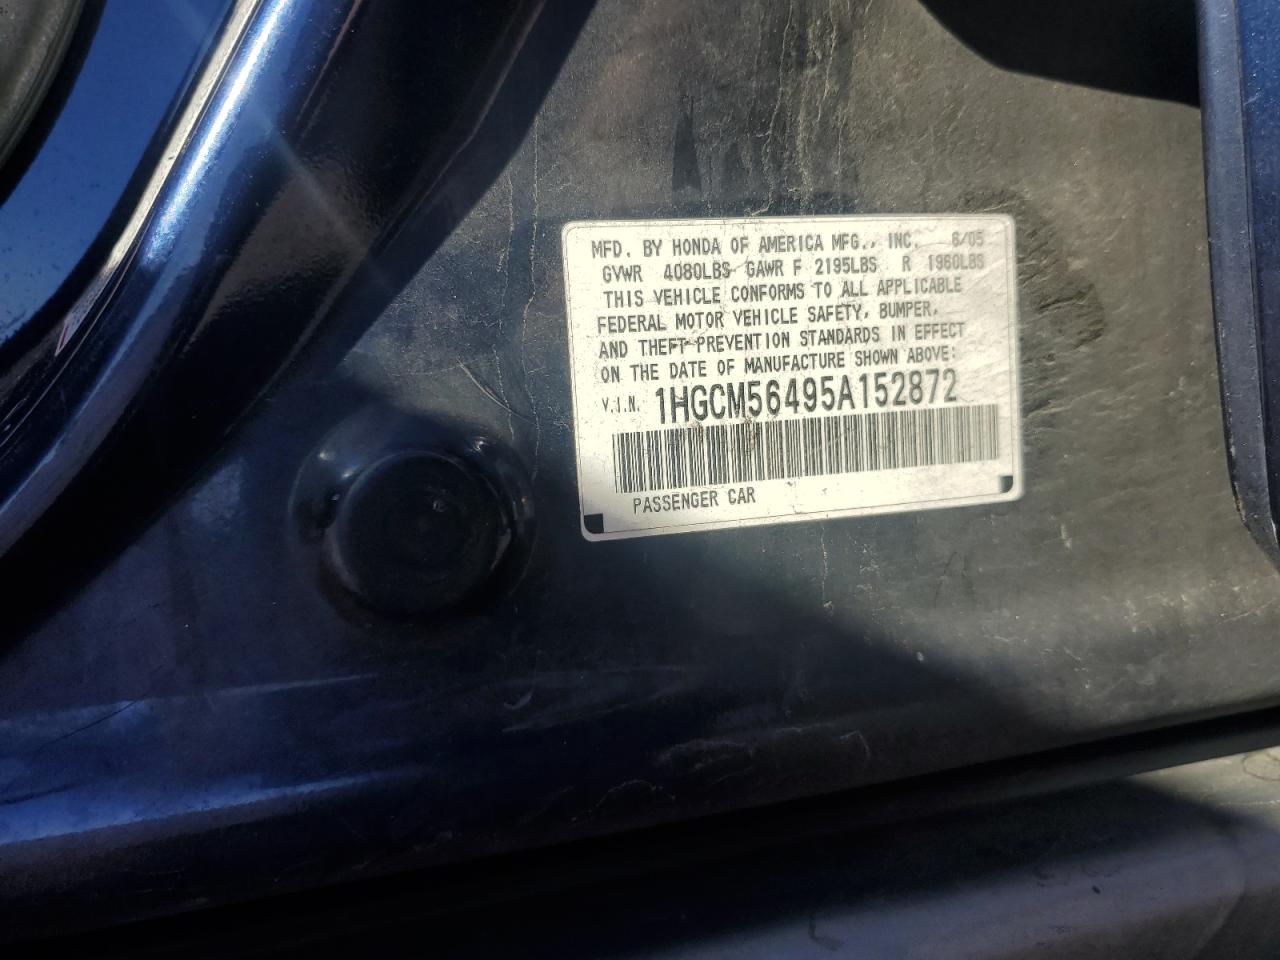 MFD. BY HONDA OF AMERICA MFG., INC. 6/05
GVWR 4080LBS GAWR F 2195LBS R 1960LBS
THIS VEHICLE CONFORMS TO ALL APPLICABLE
FEDERAL MOTOR VEHICLE SAFETY, BUMPER,
AND THEFT PREVENTION STANDARDS IN EFFECT
ON THE DATE OF MANUFACTURE SHOWN ABOVE:
V.I.N. 1HGCM56495A152872
PASSENGER CAR